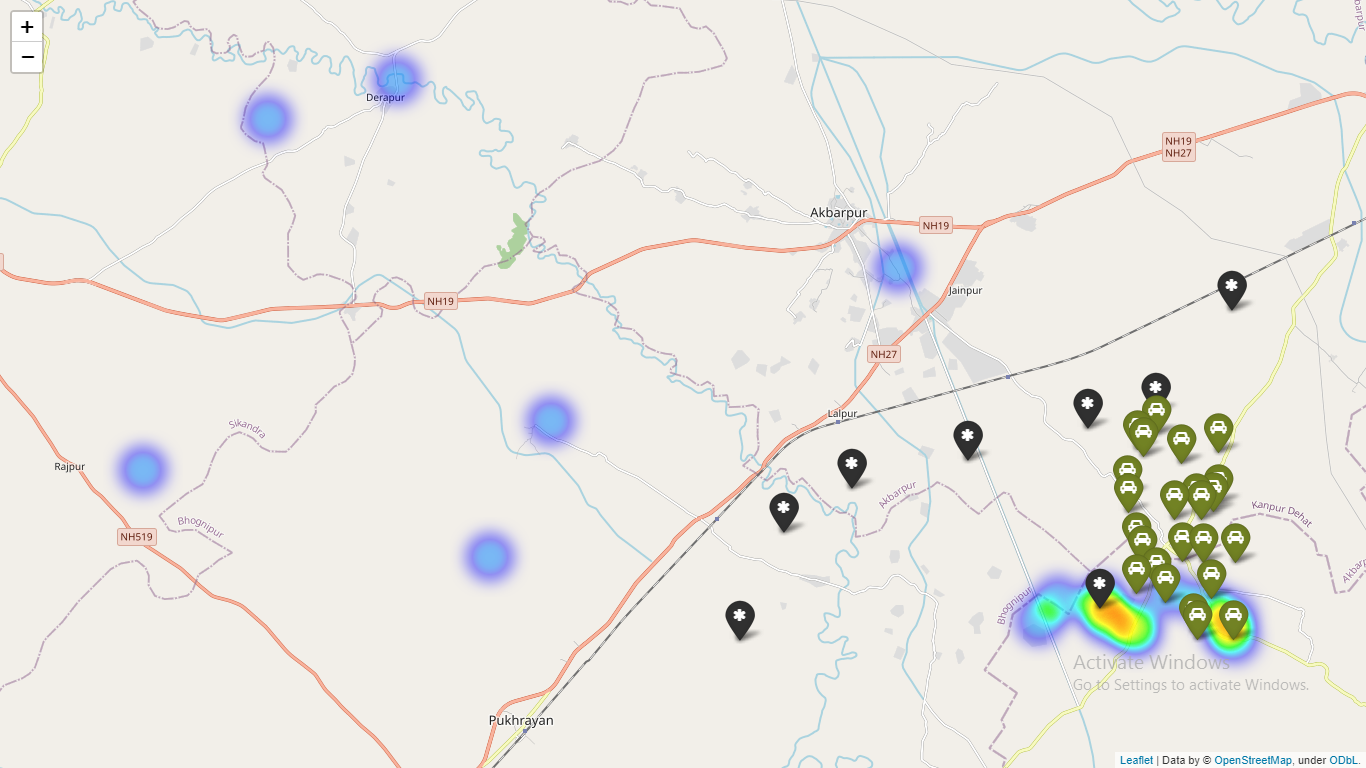 +
−
Derapur
Akbarpur
NH19
NH27
Akbarpur
NH19
Jainpur
NH19
NH27
Lalpur
Sikandra
Rajpur
Akbarpur
Kanpur Dehat
Bhognipur
NH519
Bhognipur
Activate Windows
Go to Settings to activate Windows.
Pukhrayan
Leaflet | Data by © OpenStreetMap, under ODbL.